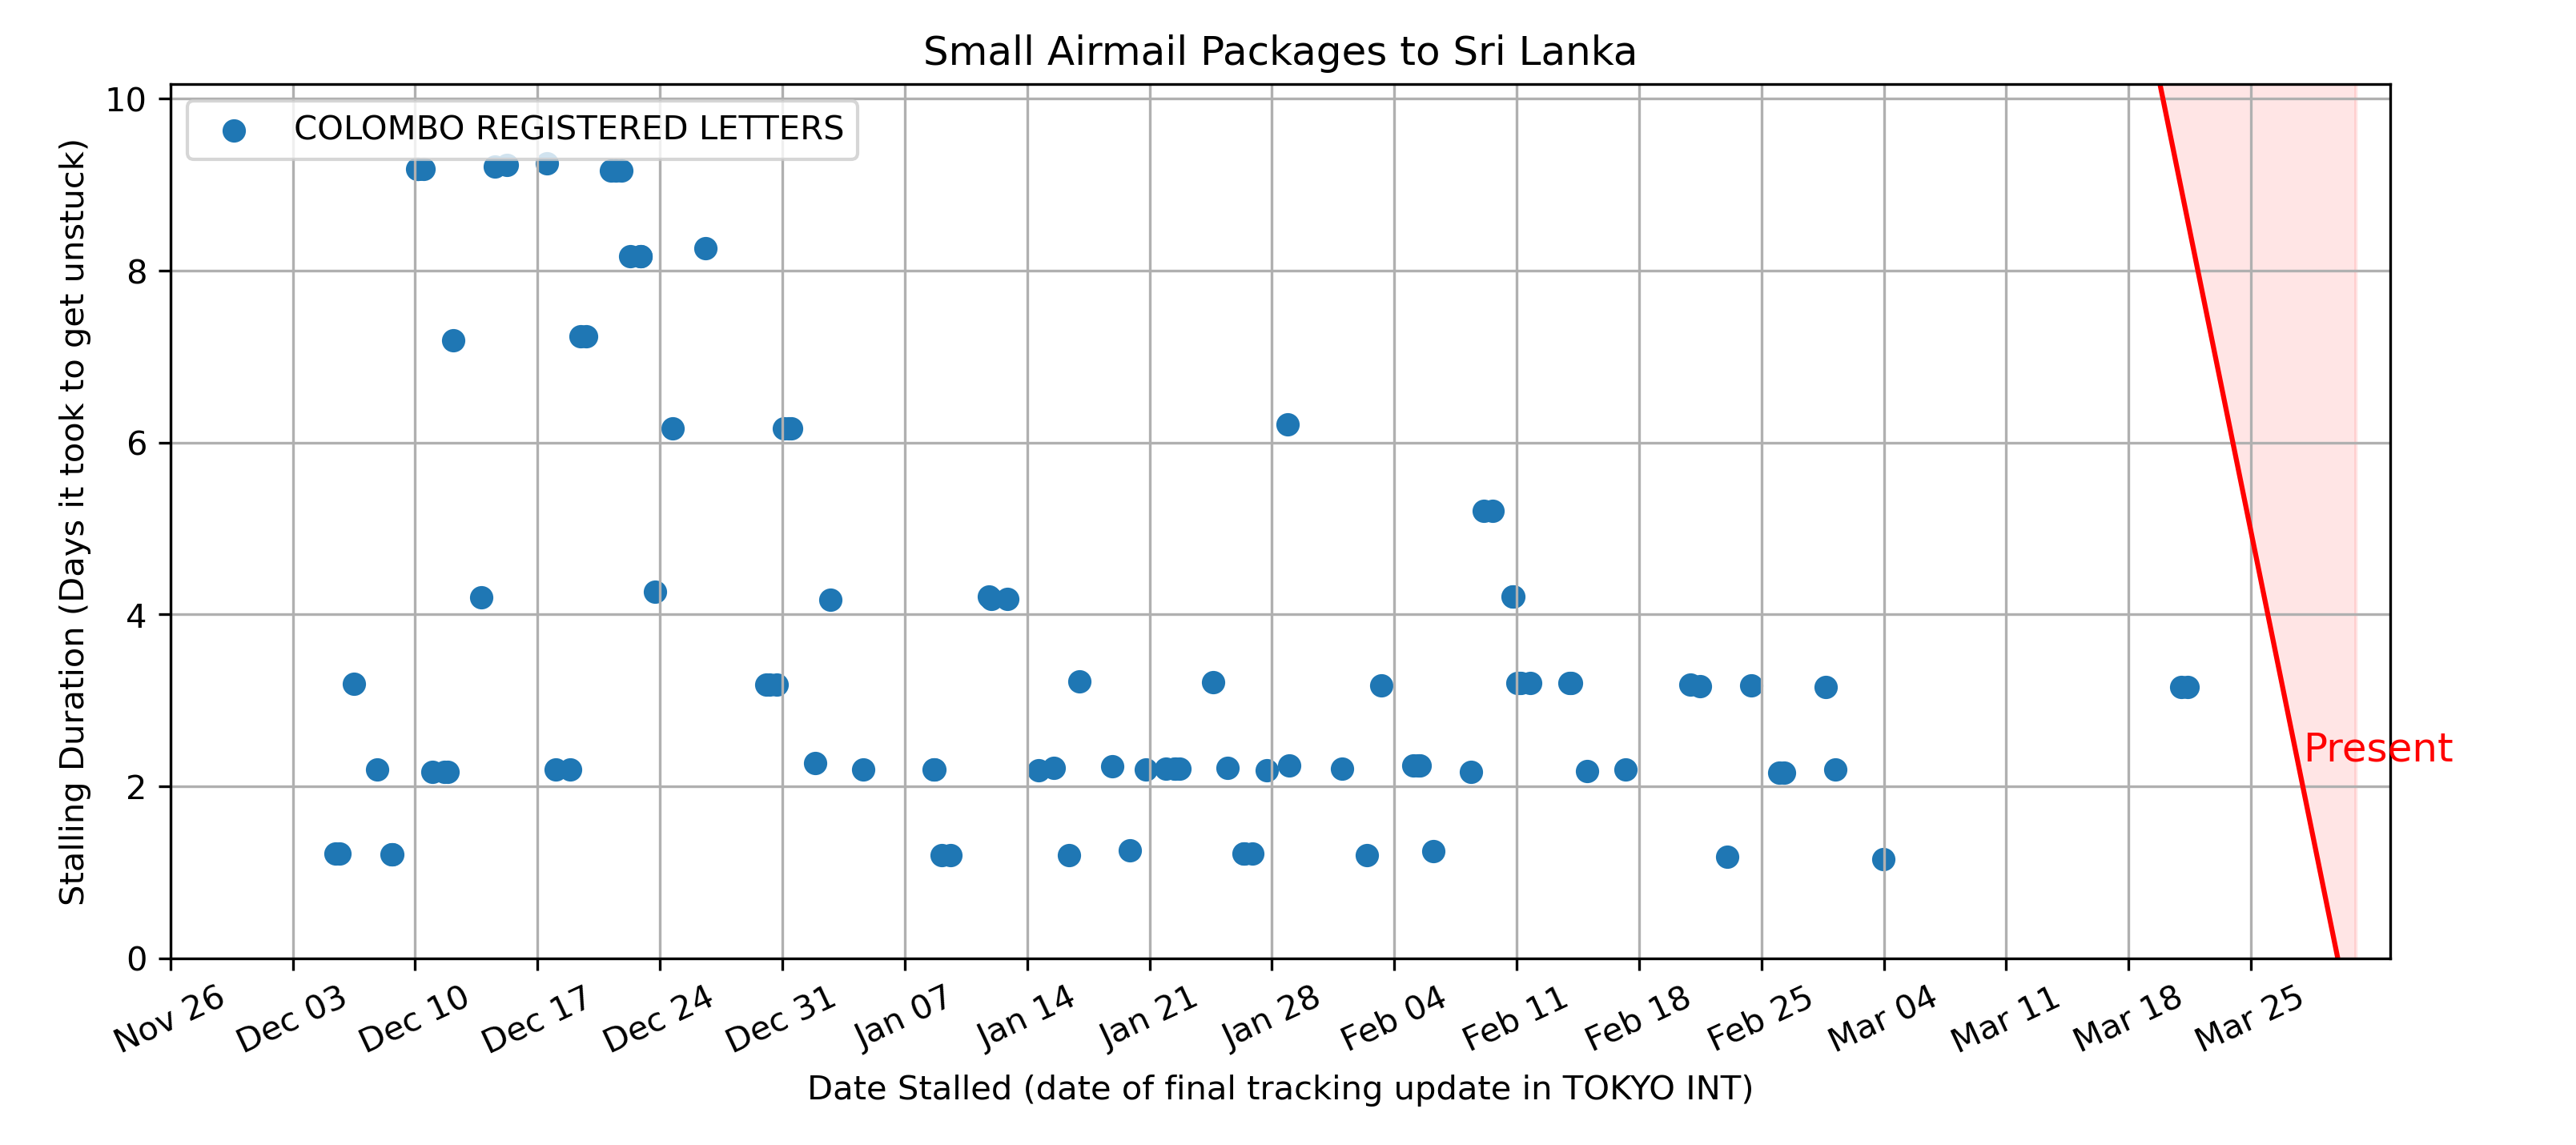 Small Airmail Packages to Sri Lanka
COLOMBO REGISTERED LETTERS
Stalling Duration (Days it took to get unstuck)
10
8
6
4
2
0
Present
Nov 26
Dec 03
Dec 10
Dec 17
Dec 24
Dec 31
Jan 07
Jan 14
Jan 21
Jan 28
Feb 04
Feb 11
Feb 18
Feb 25
Mar 04
Mar 11
Mar 18
Mar 25
Date Stalled (date of final tracking update in TOKYO INT)